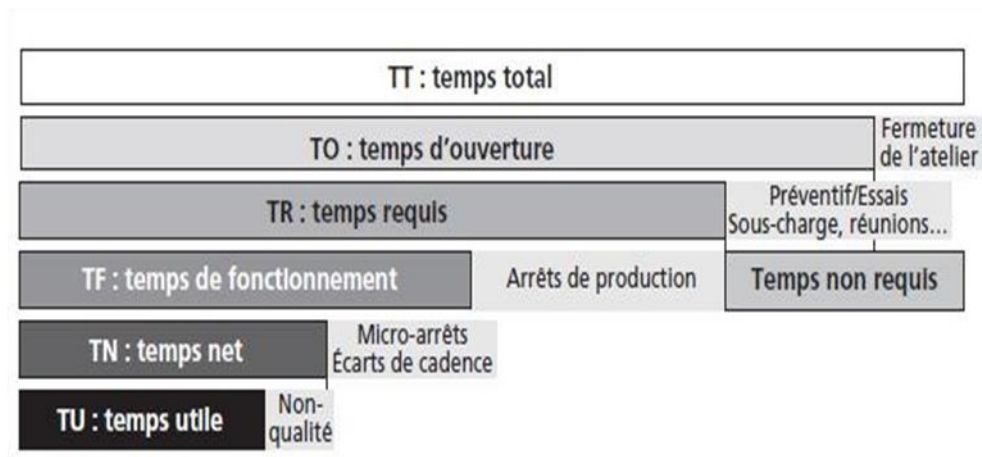 TT : temps total
TO : temps d'ouverture
Fermeture
de l'atelier
TR : temps requis
Préventif/Essais
Sous-charge, réunions...
TF : temps de fonctionnement
Arrêts de production
Temps non requis
TN : temps net
Micro-arrêts
Écarts de cadence
TU : temps utile
Non-
qualité